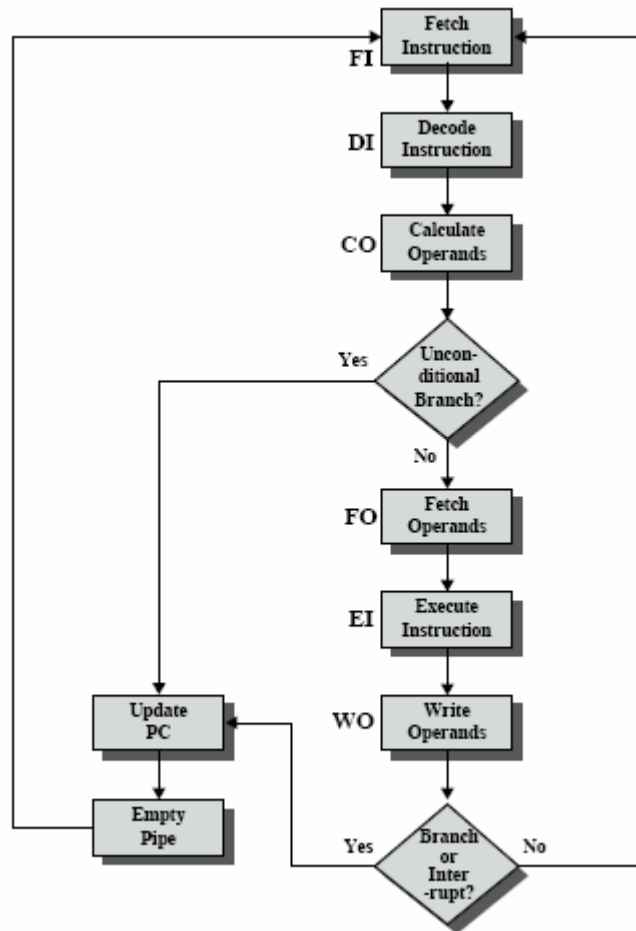 Fetch
Instruction
FI
Decode
Instruction
DI
Calculate
Operands
CO
Yes
Uncon-
ditional
Branch?
No
Fetch
Operands
FO
Execute
Instruction
EI
Update
PC
Write
Operands
WO
Empty
Pipe
Yes
Branch
or
Inter
-rupt?
No